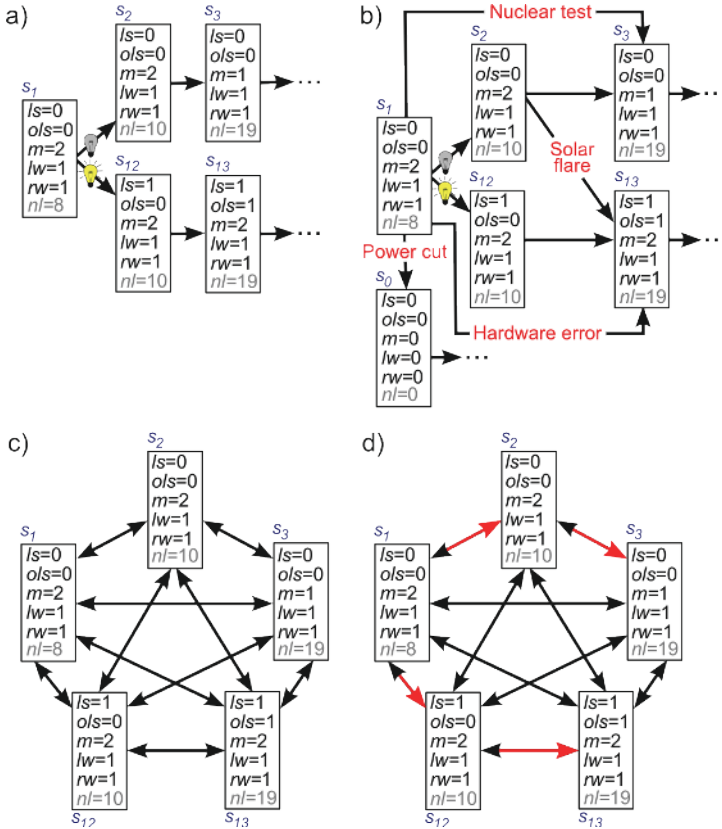 a)
s2
ls=0
ols=0
m=2
lw=1
rw=1
nl=10
s3
ls=0
ols=0
m=1
lw=1
rw=1
nl=19
...
s1
ls=0
ols=0
m=2
lw=1
rw=1
nl=8
s12
ls=1
ols=0
m=2
lw=1
rw=1
nl=10
s13
ls=1
ols=1
m=2
lw=1
rw=1
nl=19
...
b)
Nuclear test
s2
ls=0
ols=0
m=2
lw=1
rw=1
nl=10
s3
ls=0
ols=0
m=1
lw=1
rw=1
nl=19
...
s1
ls=0
ols=0
m=2
lw=1
rw=1
nl=8
Solar
flare
s12
ls=1
ols=0
m=2
lw=1
rw=1
nl=10
s13
ls=1
ols=1
m=2
lw=1
rw=1
nl=19
...
Power cut
s0
ls=0
ols=0
m=0
lw=0
rw=0
nl=0
...
Hardware error
c)
s2
ls=0
ols=0
m=2
lw=1
rw=1
nl=10
s1
ls=0
ols=0
m=2
lw=1
rw=1
nl=8
s3
ls=0
ols=0
m=1
lw=1
rw=1
nl=19
ls=1
ols=0
m=2
lw=1
rw=1
nl=10
s12
ls=1
ols=1
m=2
lw=1
rw=1
nl=19
s13
d)
s2
ls=0
ols=0
m=2
lw=1
rw=1
nl=10
s1
ls=0
ols=0
m=2
lw=1
rw=1
nl=8
s3
ls=0
ols=0
m=1
lw=1
rw=1
nl=19
ls=1
ols=0
m=2
lw=1
rw=1
nl=10
s12
ls=1
ols=1
m=2
lw=1
rw=1
nl=19
s13